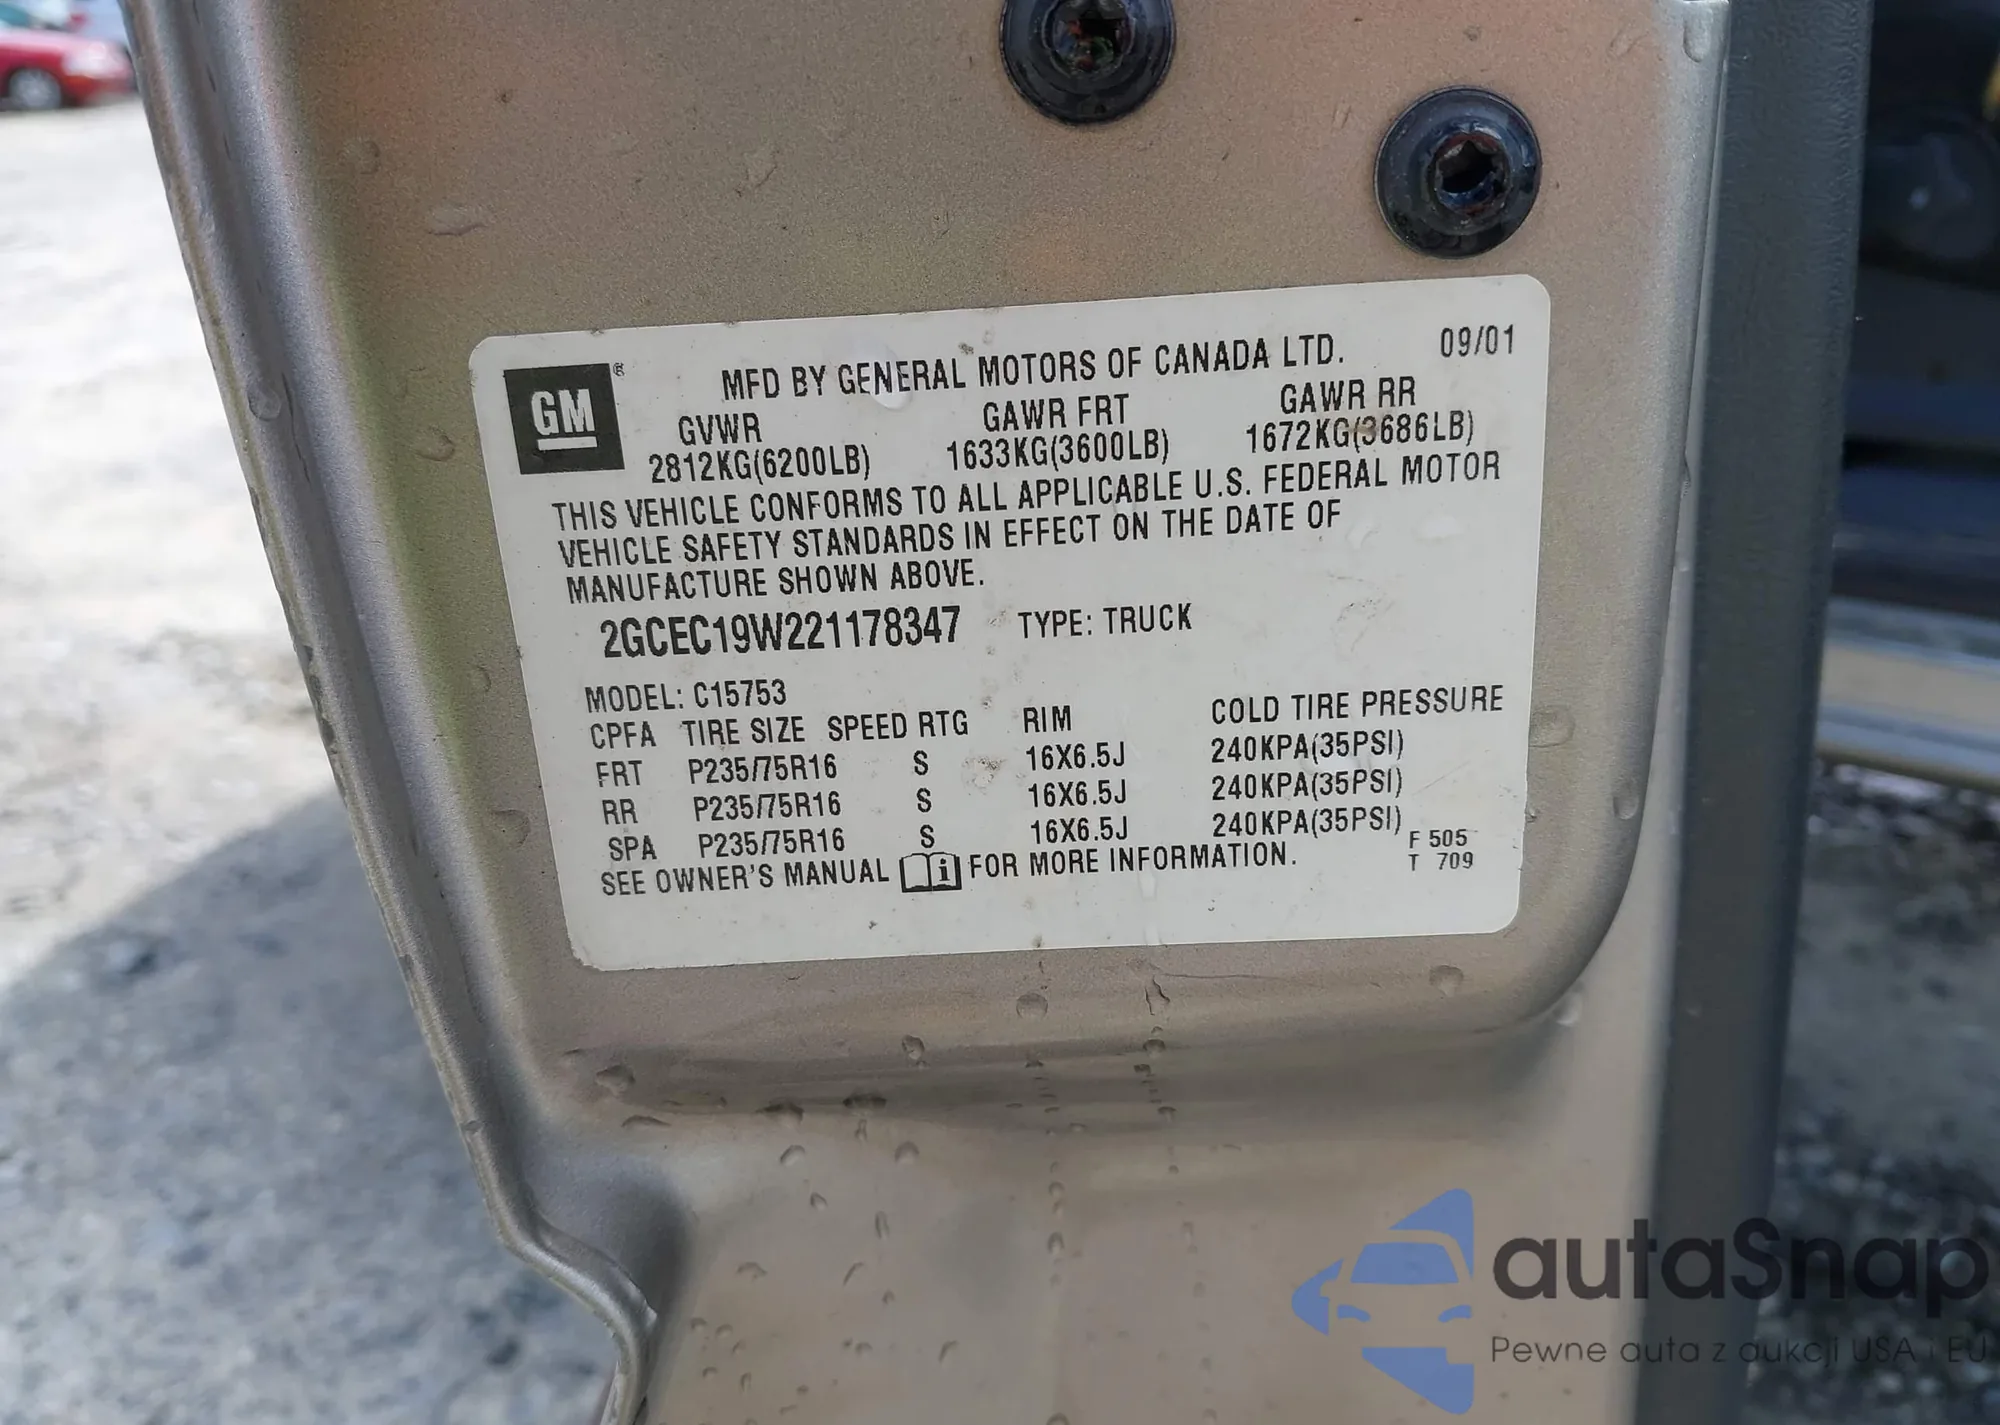 GM®
MFD BY GENERAL MOTORS OF CANADA LTD. 09/01
GVWR GAWR FRT GAWR RR
2812KG(6200LB) 1633KG(3600LB) 1672KG(3686LB)
THIS VEHICLE CONFORMS TO ALL APPLICABLE U.S. FEDERAL MOTOR
VEHICLE SAFETY STANDARDS IN EFFECT ON THE DATE OF
MANUFACTURE SHOWN ABOVE.
2GCEC19W221178347 TYPE: TRUCK
MODEL: C15753
CPFA TIRE SIZE SPEED RTG RIM COLD TIRE PRESSURE
FRT P235/75R16 S 16X6.5J 240KPA(35PSI)
RR P235/75R16 S 16X6.5J 240KPA(35PSI)
SPA P235/75R16 S 16X6.5J 240KPA(35PSI)
F 505
T 709
SEE OWNER'S MANUAL i FOR MORE INFORMATION.
autaSnap
Pewne auta z aukcji USA i EU